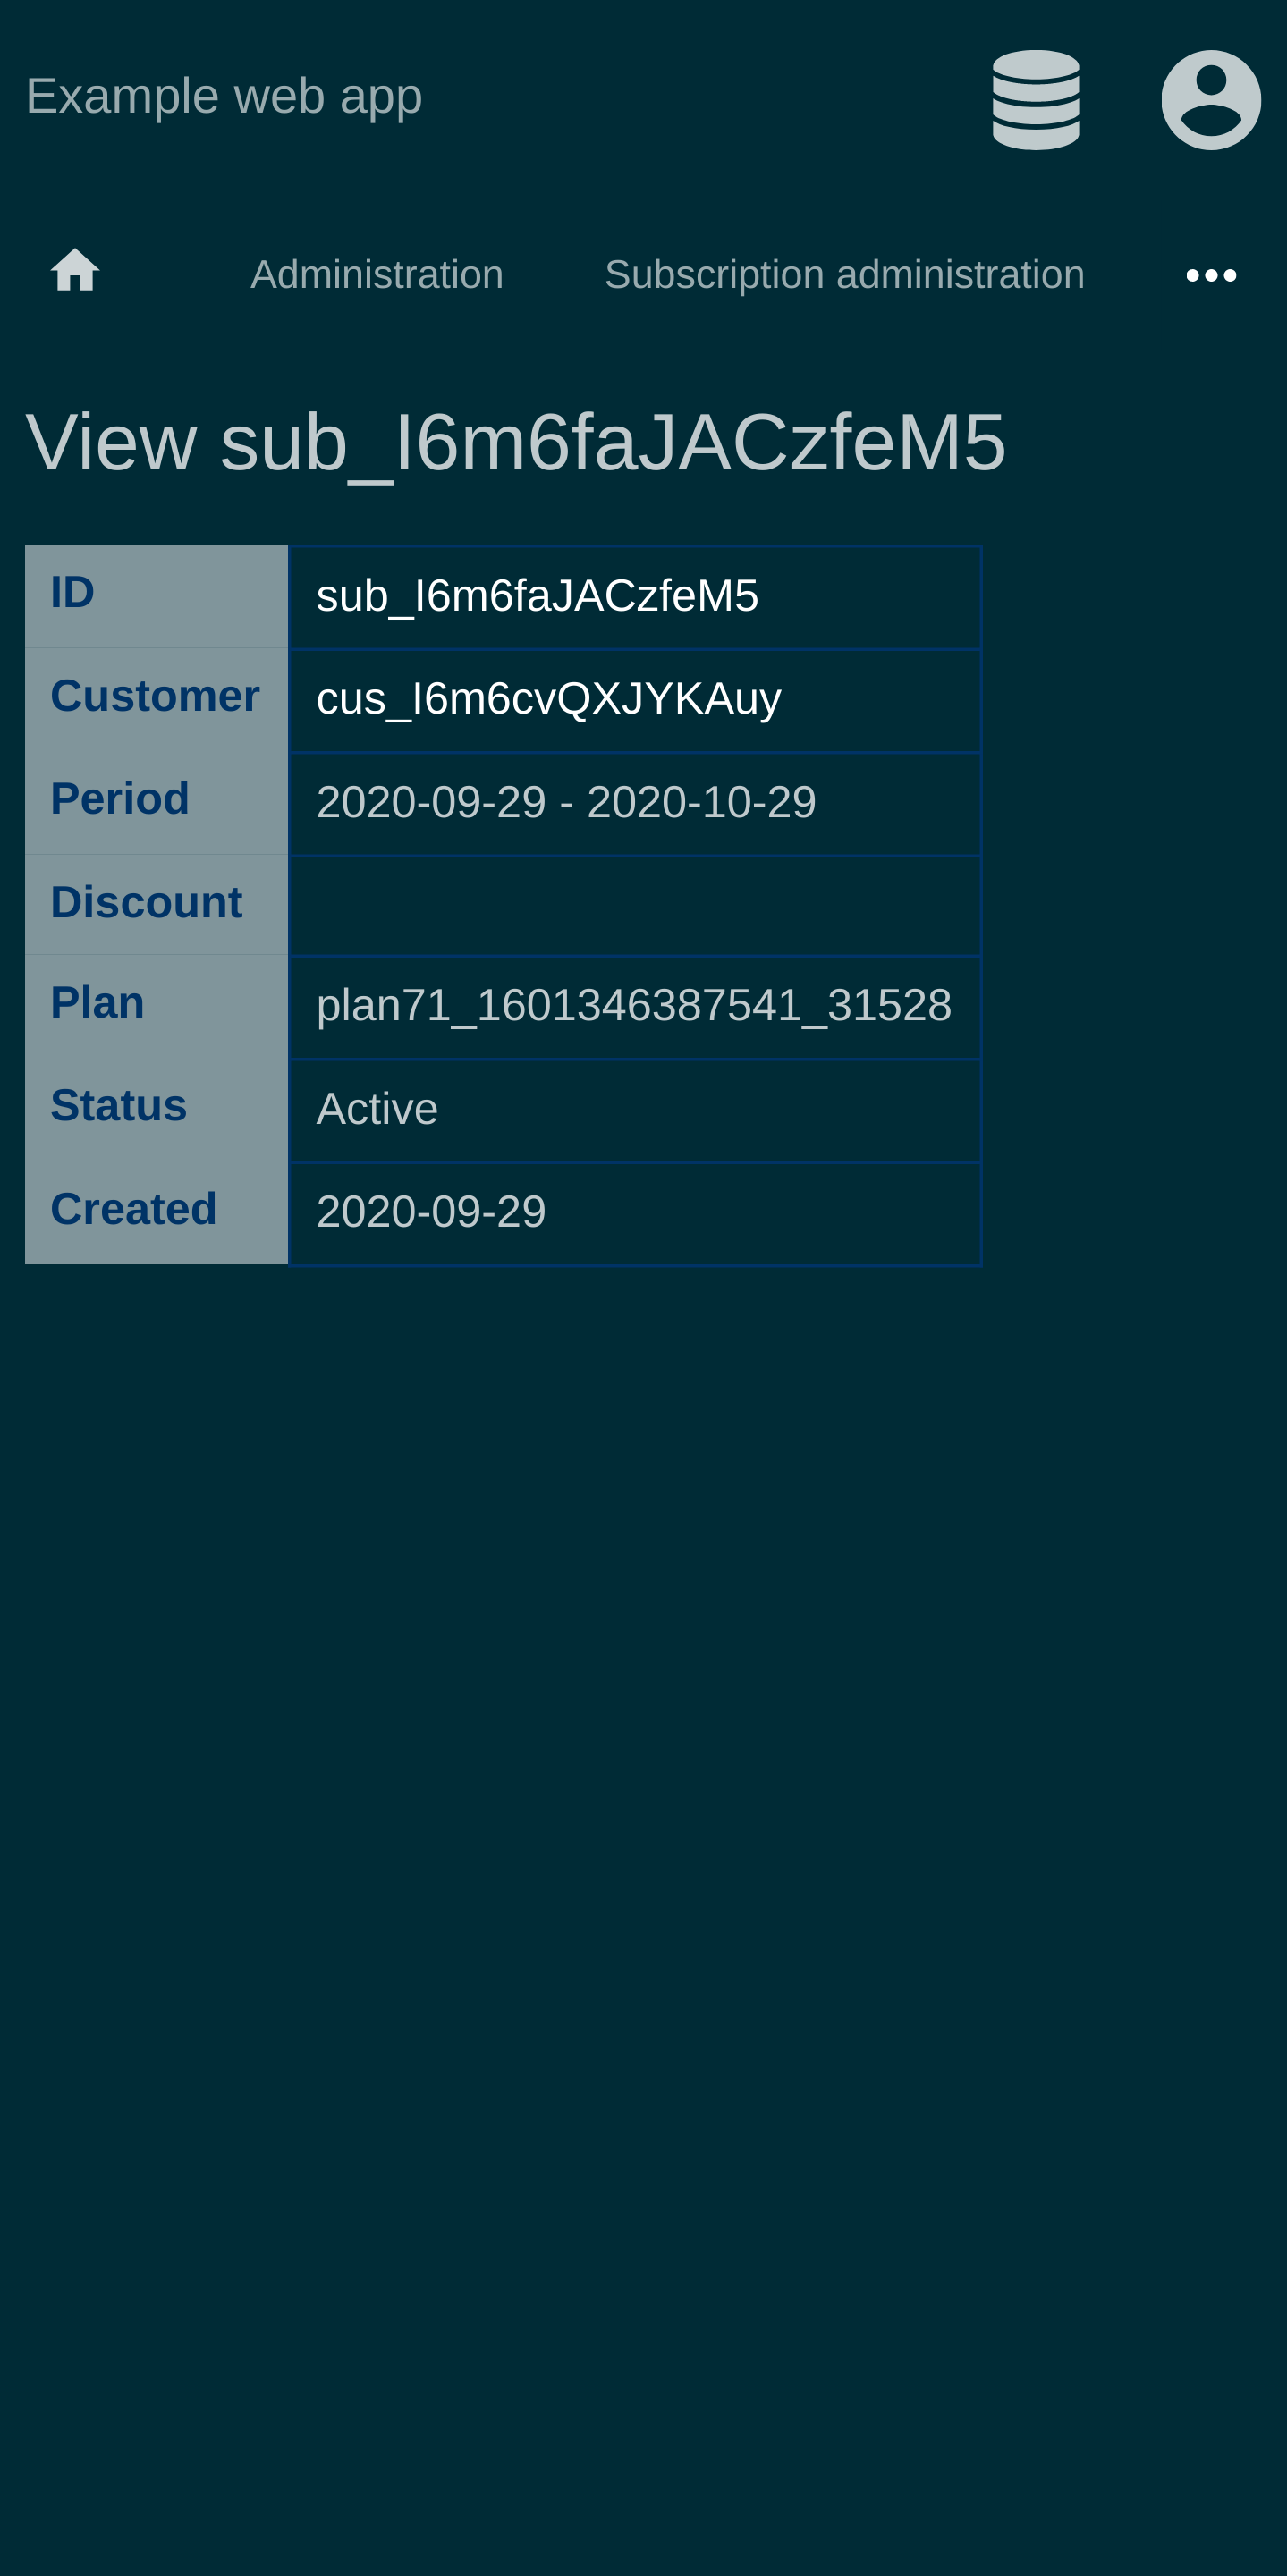 Example web app
Administration Subscription administration
View sub_I6m6faJACzfeM5
ID sub_I6m6faJACzfeM5
Customer cus_I6m6cvQXJYKAuy
Period 2020-09-29 - 2020-10-29
Discount
Plan plan71_1601346387541_31528
Status Active
Created 2020-09-29